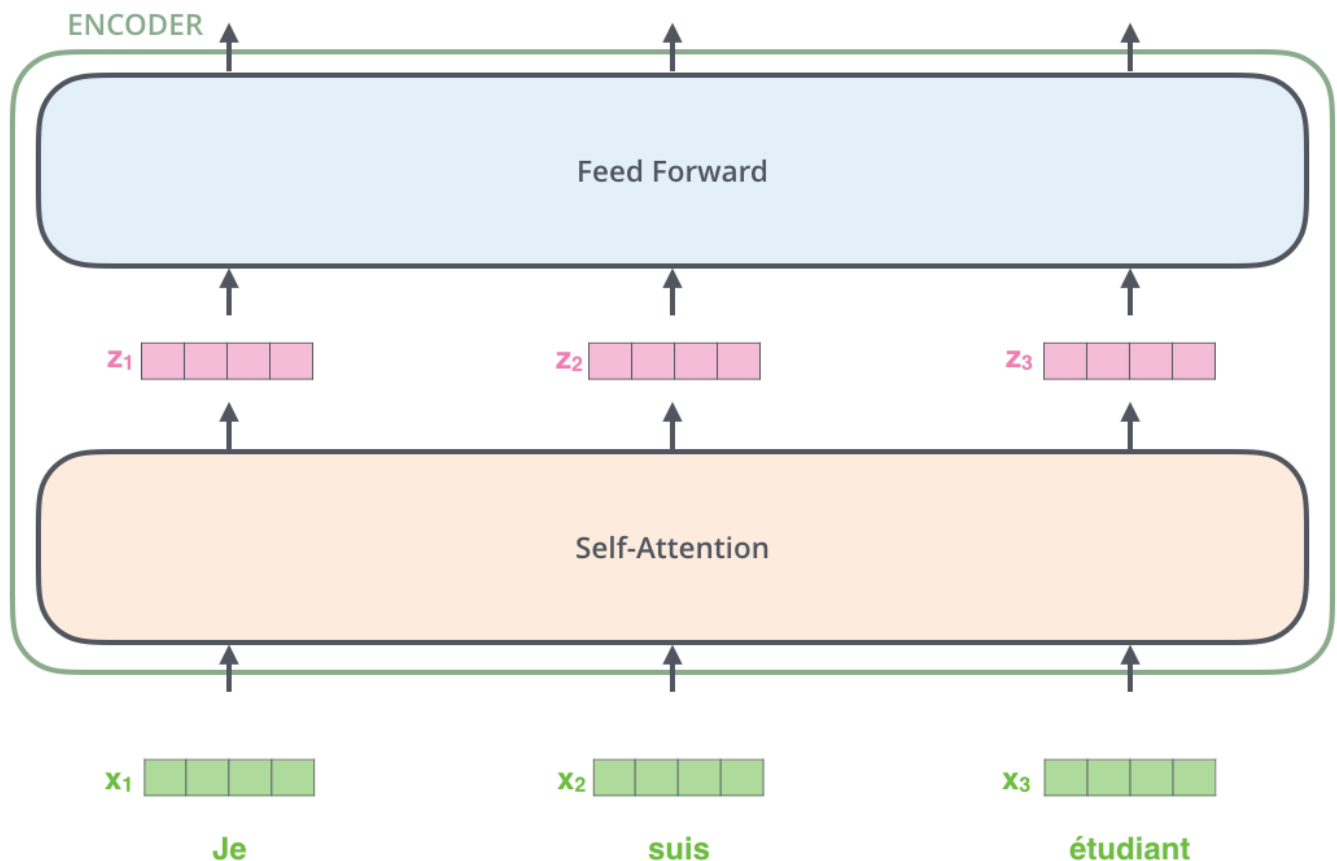 ENCODER
Feed Forward
z₁ z₂ z₃
Self-Attention
x₁ x₂ x₃
Je suis étudiant